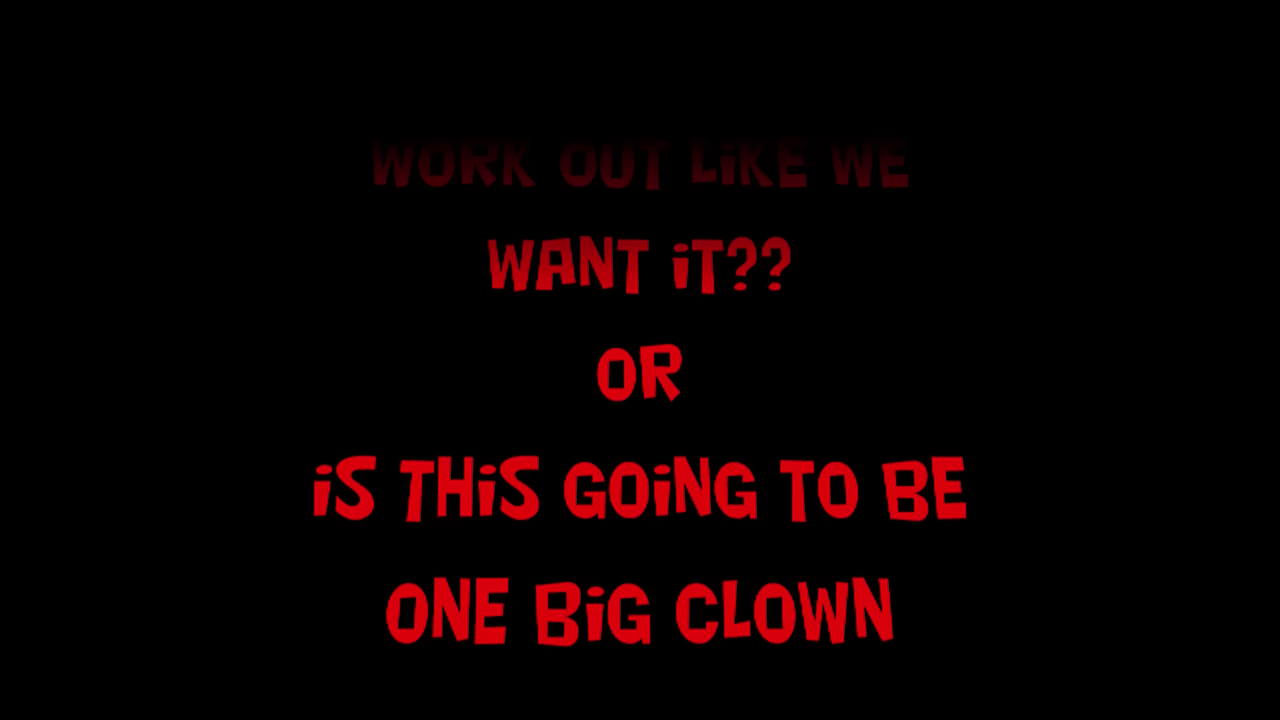 WORK OUT LiKE WE
WANT iT??
OR
iS THiS GOiNG TO BE
ONE BiG CLOWN